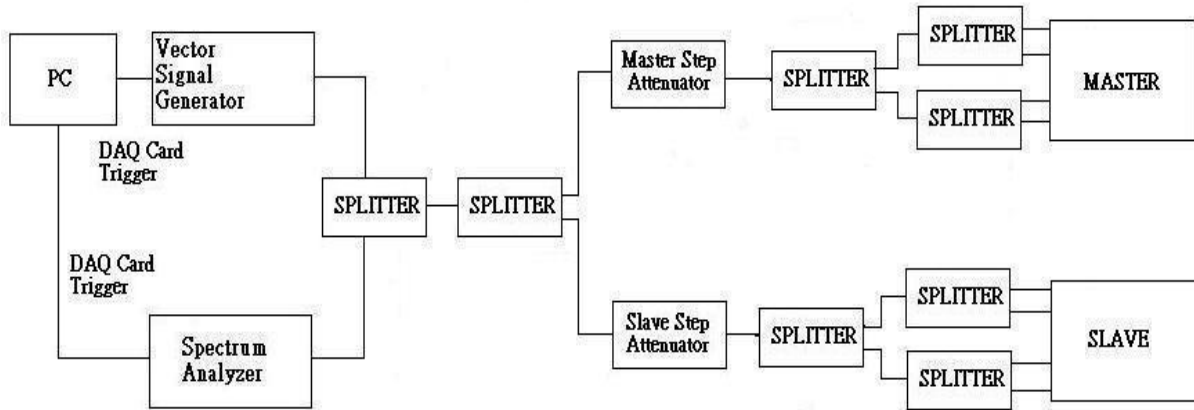 PC
Vector
Signal
Generator
DAQ Card
Trigger
DAQ Card
Trigger
Spectrum
Analyzer
SPLITTER
SPLITTER
Master Step
Attenuator
SPLITTER
SPLITTER
SPLITTER
MASTER
Slave Step
Attenuator
SPLITTER
SPLITTER
SPLITTER
SLAVE